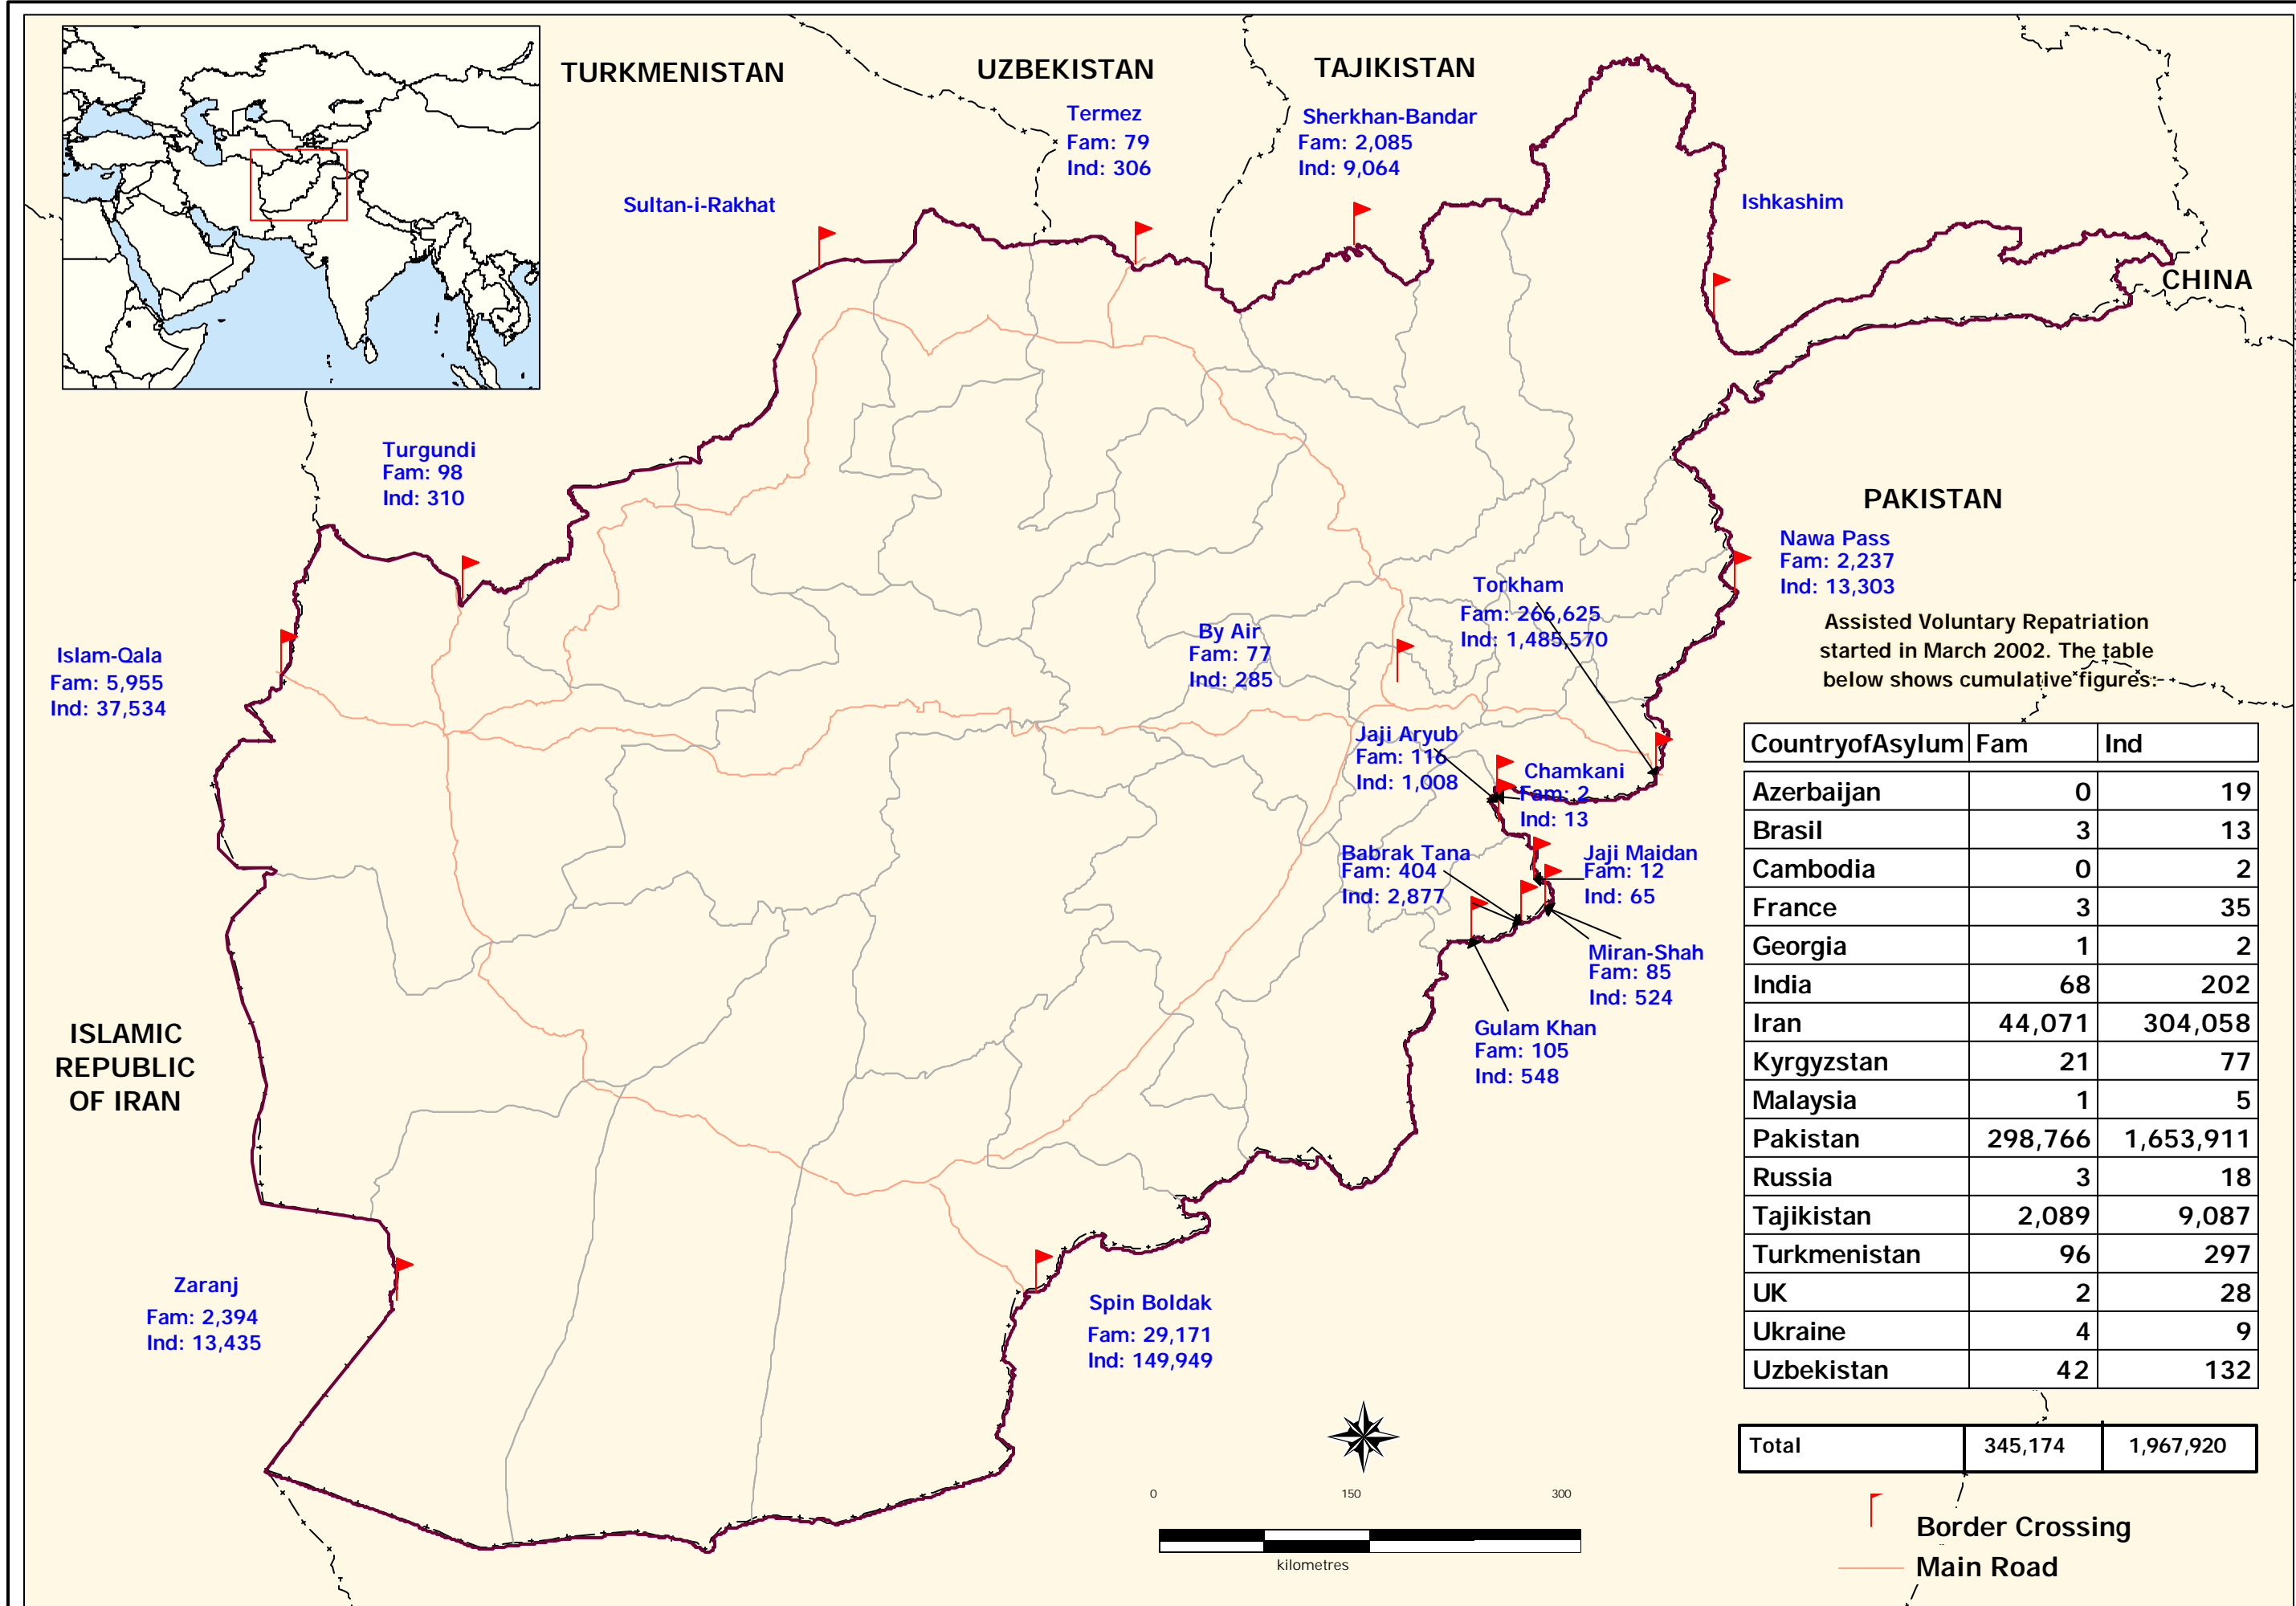 TURKMENISTAN
UZBEKISTAN
TAJIKISTAN
Termez
Fam: 79
Ind: 306
Sherkhan-Bandar
Fam: 2,085
Ind: 9,064
Sultan-i-Rakhat
Ishkashim
CHINA
Turgundi
Fam: 98
Ind: 310
PAKISTAN
Nawa Pass
Fam: 2,237
Ind: 13,303
Torkham
Fam: 266,625
Ind: 1,485,570
By Air
Fam: 77
Ind: 285
Islam-Qala
Fam: 5,955
Ind: 37,534
Assisted Voluntary Repatriation
started in March 2002. The table
below shows cumulative figures:
Jaji Aryub
Fam: 116
Ind: 1,008
Chamkani
Fam: 2
Ind: 13
Babrak Tana
Fam: 404
Ind: 2,877
Jaji Maidan
Fam: 12
Ind: 65
Miran-Shah
Fam: 85
Ind: 524
Gulam Khan
Fam: 105
Ind: 548
ISLAMIC
REPUBLIC
OF IRAN
Zaranj
Fam: 2,394
Ind: 13,435
Spin Boldak
Fam: 29,171
Ind: 149,949
CountryofAsylum Fam Ind
Azerbaijan 0 19
Brasil 3 13
Cambodia 0 2
France 3 35
Georgia 1 2
India 68 202
Iran 44,071 304,058
Kyrgyzstan 21 77
Malaysia 1 5
Pakistan 298,766 1,653,911
Russia 3 18
Tajikistan 2,089 9,087
Turkmenistan 96 297
UK 2 28
Ukraine 4 9
Uzbekistan 42 132
Total 345,174 1,967,920
0 150 300
kilometres
Border Crossing
Main Road